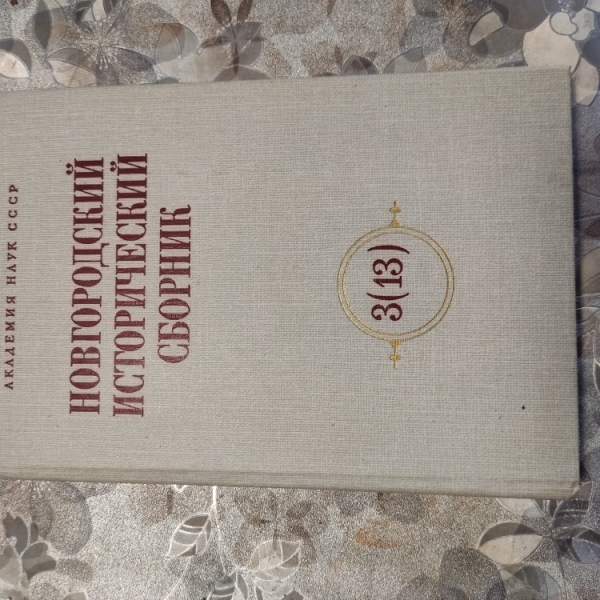 АКАДЕМИЯ НАУК СССР
НОВГОРОДСКИЙ
ИСТОРИЧЕСКИЙ
СБОРНИК
3(13)